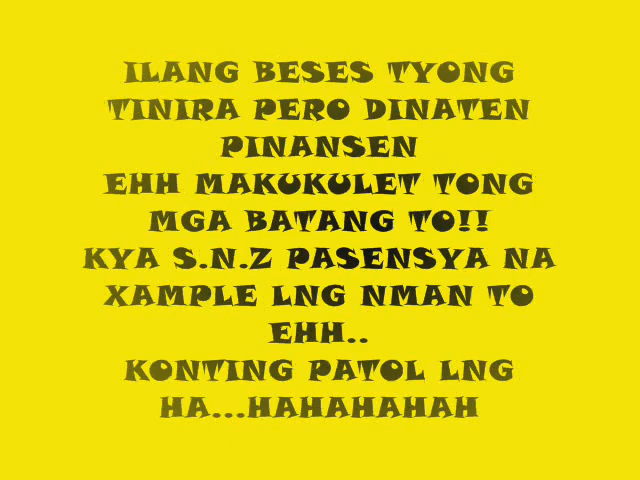 ILANG BESES TYONG
TINIRA PERO DINATEN
PINANSEN
EHH MAKUKULET TONG
MGA BATANG TO!!
KYA S.N.Z PASENSYA NA
XAMPLE LNG NMAN TO
EHH..
KONTING PATOL LNG
HA...HAHAHAHAH